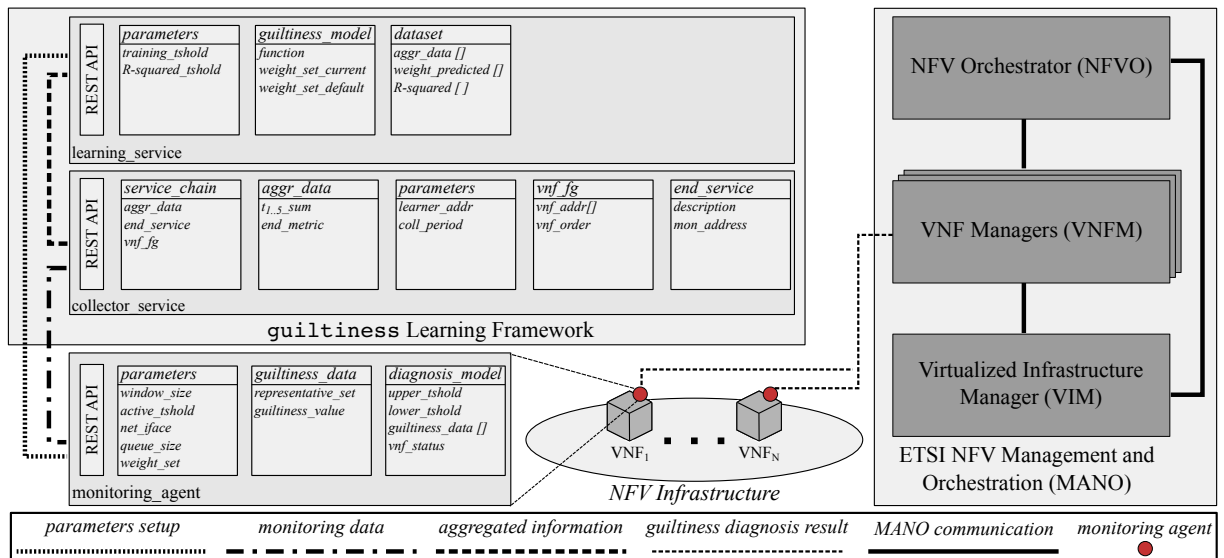 REST API
parameters
training_tshold
R-squared_tshold
guiltiness_model
function
weight_set_current
weight_set_default
dataset
aggr_data []
weight_predicted []
R-squared [ ]
learning_service
REST API
service_chain
aggr_data
end_service
vnf_fg
aggr_data
t1..5_sum
end_metric
parameters
learner_addr
coll_period
vnf_fg
vnf_addr[]
vnf_order
end_service
description
mon_address
collector_service
guiltiness Learning Framework
REST API
parameters
window_size
active_tshold
net_iface
queue_size
weight_set
guiltiness_data
representative_set
guiltiness_value
diagnosis_model
upper_tshold
lower_tshold
guiltiness_data []
vnf_status
monitoring_agent
VNF1
VNFN
NFV Infrastructure
NFV Orchestrator (NFVO)
VNF Managers (VNFM)
Virtualized Infrastructure
Manager (VIM)
ETSI NFV Management and
Orchestration (MANO)
parameters setup
monitoring data
aggregated information
guiltiness diagnosis result
MANO communication
monitoring agent